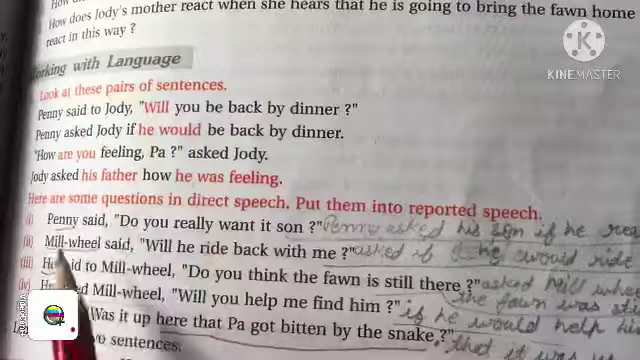 How does Jody's mother react when she hears that he is going to bring the fawn home
react in this way ?
Working with Language
Look at these pairs of sentences.
Penny said to Jody, "Will you be back by dinner ?"
Penny asked Jody if he would be back by dinner.
"How are you feeling, Pa ?" asked Jody.
Jody asked his father how he was feeling.
Here are some questions in direct speech. Put them into reported speech.
(i) Penny said, "Do you really want it son ?" Penny asked his son if he rea
(ii) Mill-wheel said, "Will he ride back with me ?" asked if he would ride
(iii) He said to Mill-wheel, "Do you think the fawn is still there ?" asked Mill whee
the fawn was sti
(iv) Mill-wheel, "Will you help me find him ?" if he would help hi
Was it up here that Pa got bitten by the snake ?" that it was
sentences.
KINEMASTER